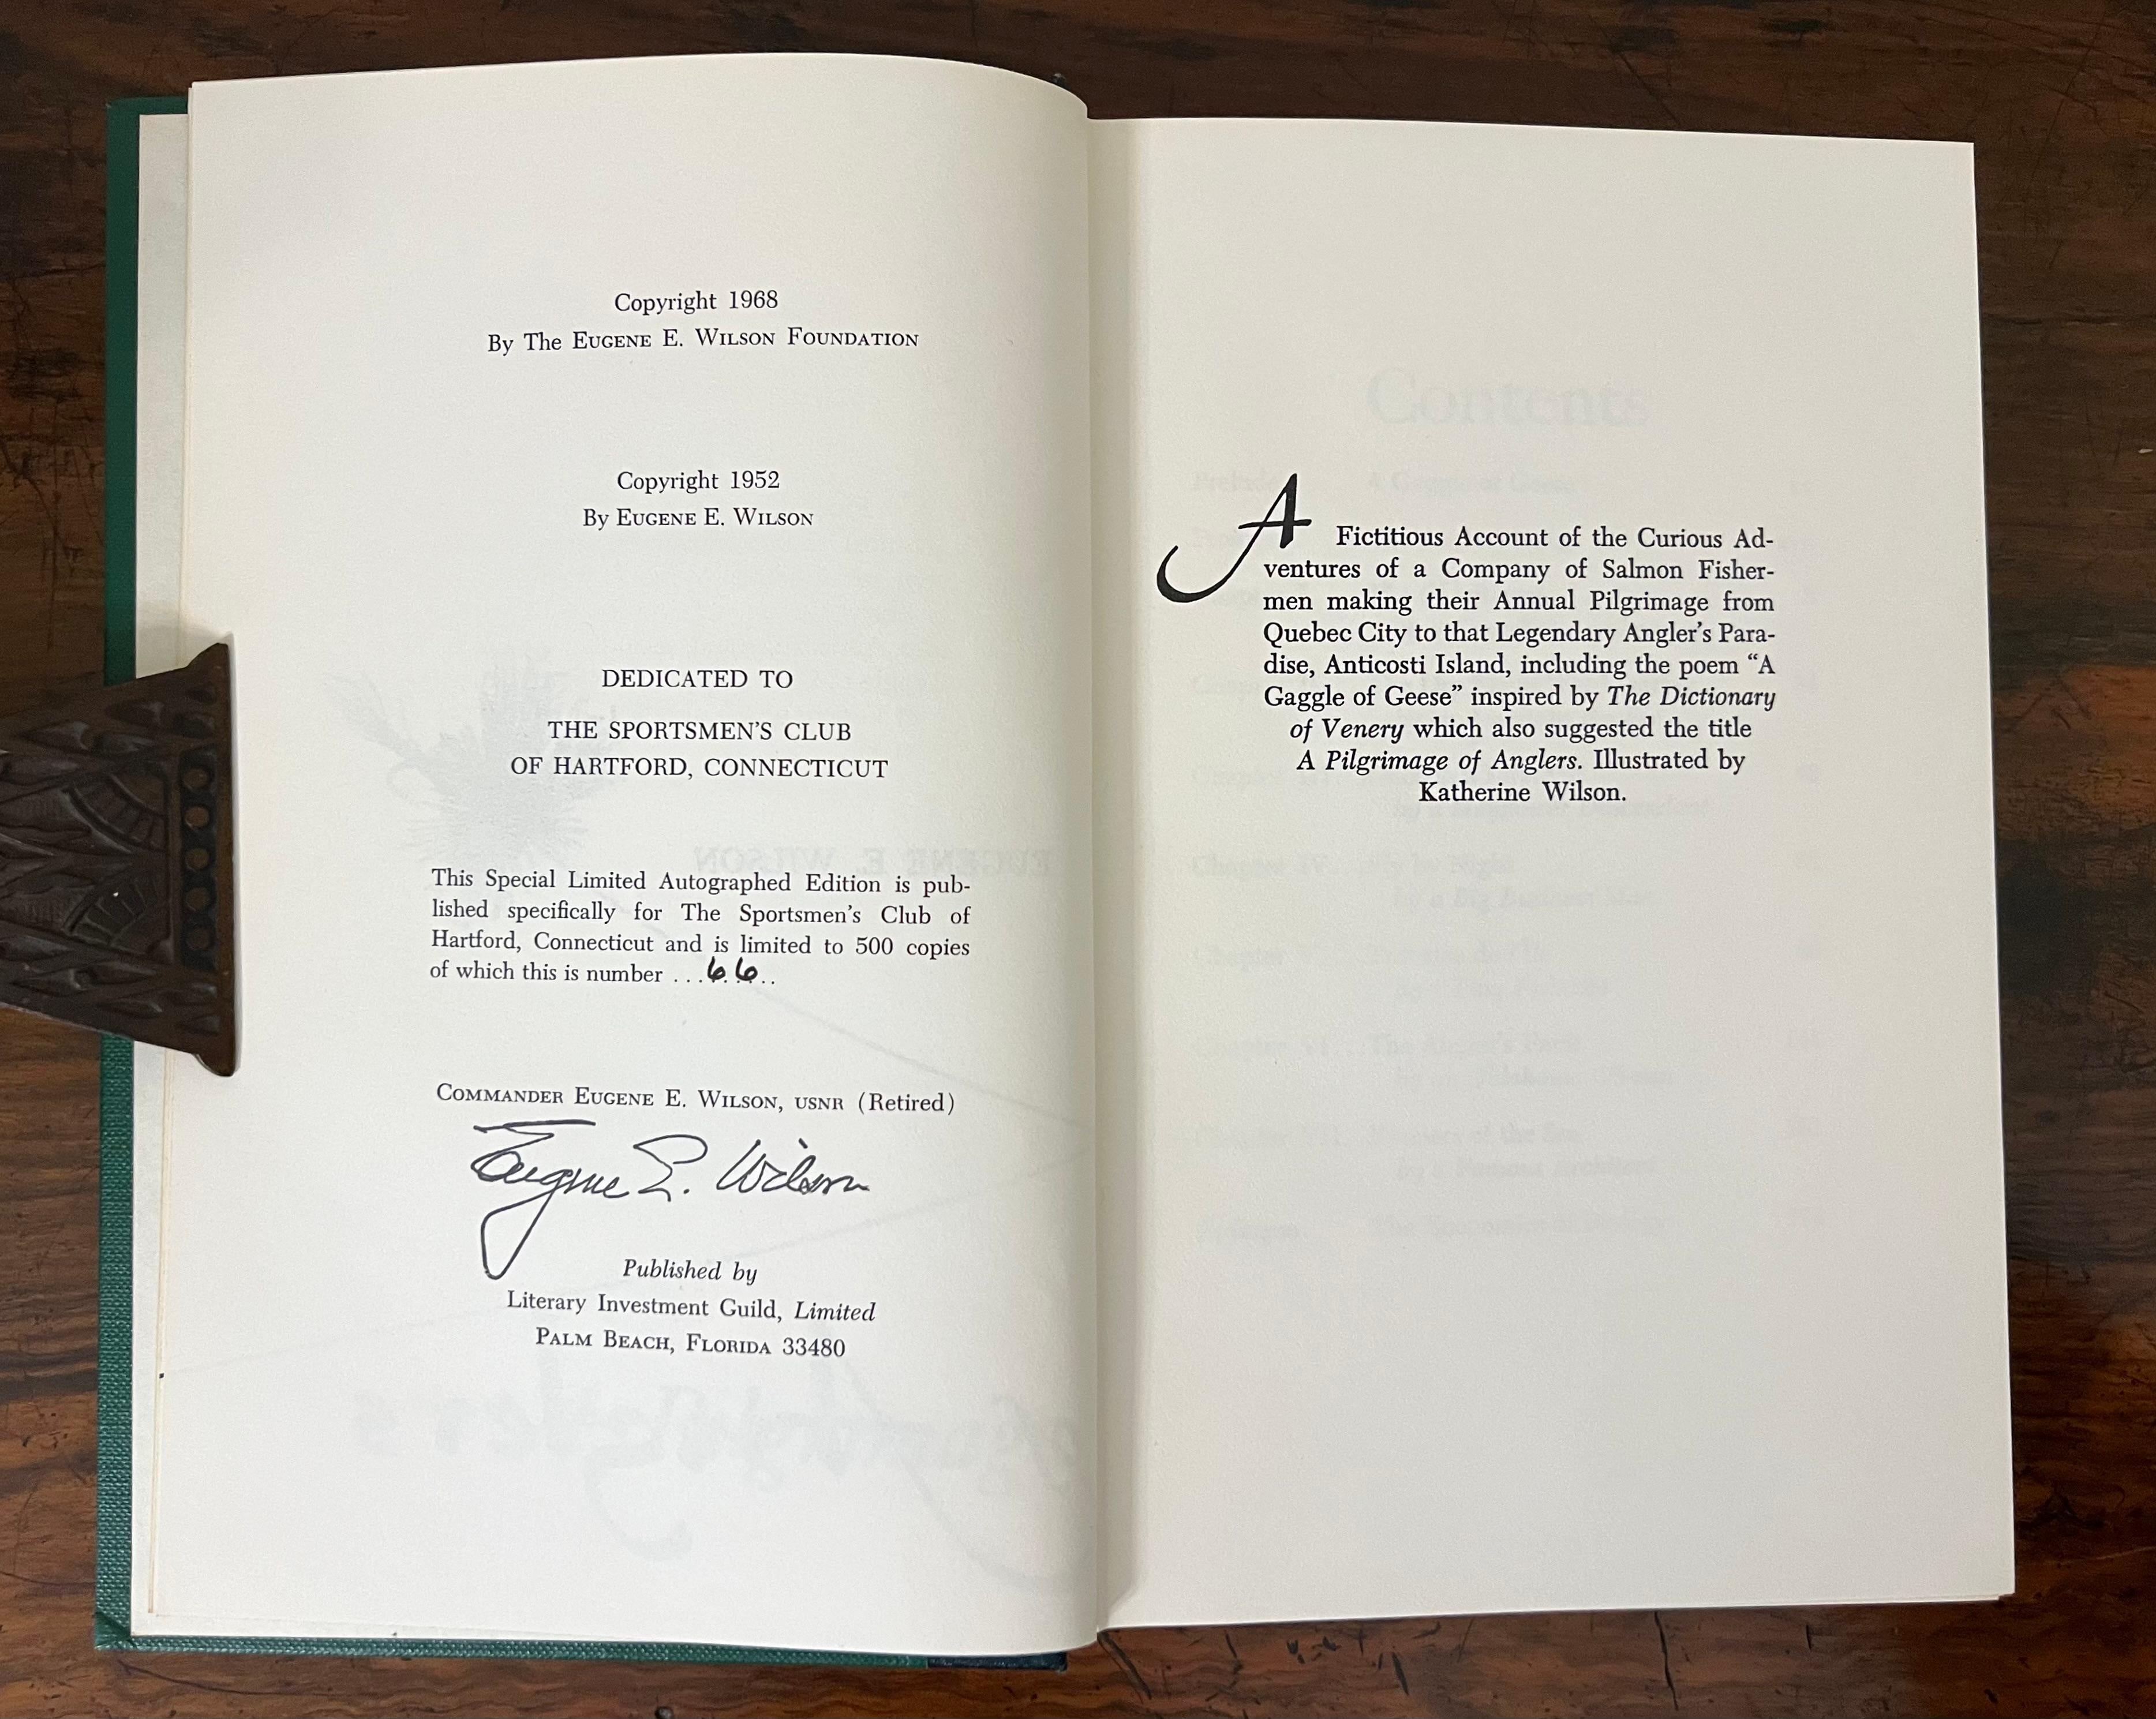 Copyright 1968
By The EUGENE E. WILSON FOUNDATION
Copyright 1952
By EUGENE E. WILSON
DEDICATED TO
THE SPORTSMEN'S CLUB
OF HARTFORD, CONNECTICUT
This Special Limited Autographed Edition is pub-
lished specifically for The Sportsmen's Club of
Hartford, Connecticut and is limited to 500 copies
of which this is number ...66..
COMMANDER EUGENE E. WILSON, USNR (Retired)
Eugene E. Wilson
Published by
Literary Investment Guild, Limited
PALM BEACH, FLORIDA 33480
A Fictitious Account of the Curious Ad-
ventures of a Company of Salmon Fisher-
men making their Annual Pilgrimage from
Quebec City to that Legendary Angler's Para-
dise, Anticosti Island, including the poem “A
Gaggle of Geese” inspired by The Dictionary
of Venery which also suggested the title
A Pilgrimage of Anglers. Illustrated by
Katherine Wilson.